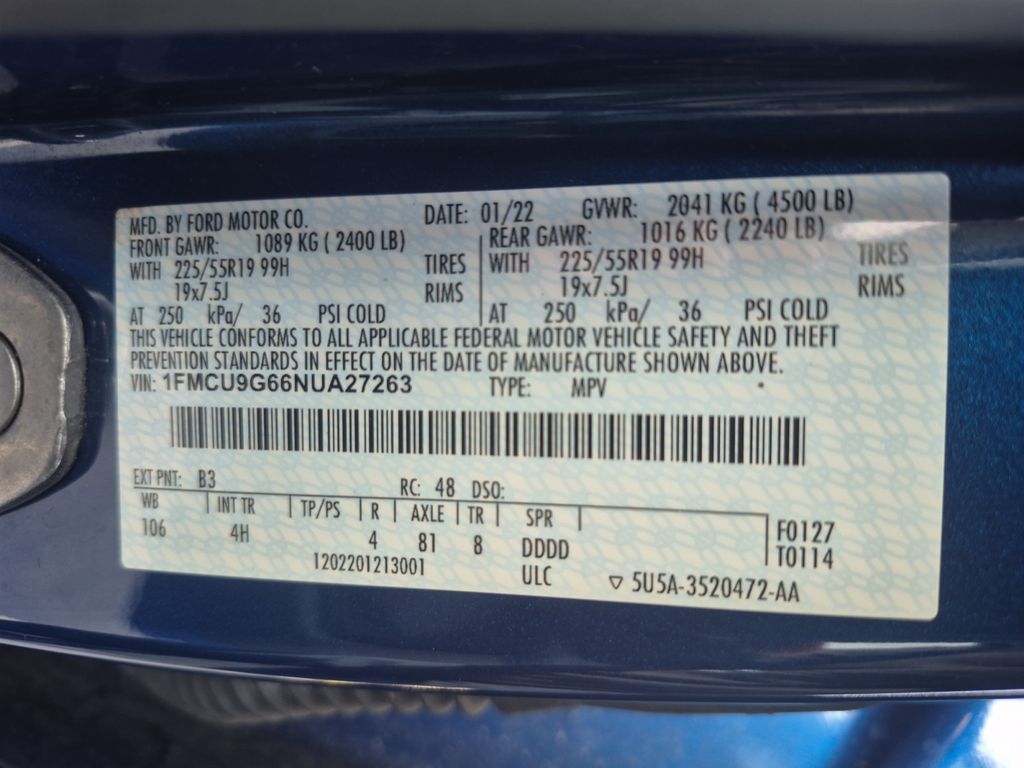 MFD. BY FORD MOTOR CO. DATE: 01/22 GVWR: 2041 KG ( 4500 LB)
FRONT GAWR: 1089 KG ( 2400 LB) REAR GAWR: 1016 KG ( 2240 LB)
WITH 225/55R19 99H TIRES WITH 225/55R19 99H TIRES
19x7.5J RIMS 19x7.5J RIMS
AT 250 kPa/ 36 PSI COLD AT 250 kPa/ 36 PSI COLD
THIS VEHICLE CONFORMS TO ALL APPLICABLE FEDERAL MOTOR VEHICLE SAFETY AND THEFT
PREVENTION STANDARDS IN EFFECT ON THE DATE OF MANUFACTURE SHOWN ABOVE.
VIN: 1FMCU9G66NUA27263 TYPE: MPV
EXT PNT: B3 RC: 48 DSO:
WB INT TR TP/PS R AXLE TR SPR F0127
106 4H 4 81 8 DDDD T0114
1202201213001 ULC ▽ 5U5A-3520472-AA